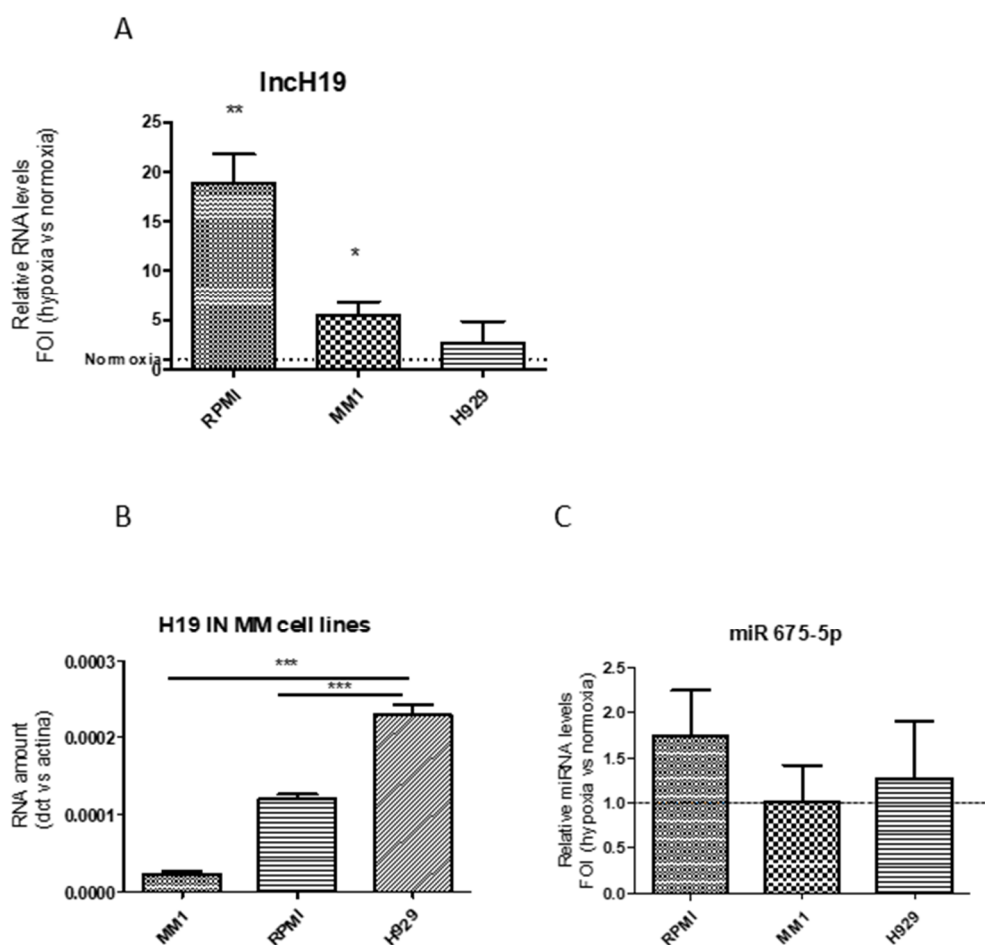 A
lncH19
**
*
Relative RNA levels
FOI (hypoxia vs normoxia)
25
20
15
10
5
Normoxia
0
RPMI
MM1
H929
B
H19 IN MM cell lines
***
***
RNA amount
(dct vs actina)
0.0003
0.0002
0.0001
0.0000
MM1
RPMI
H929
C
miR 675-5p
Relative miRNA levels
FOI (hypoxia vs normoxia)
2.5
2.0
1.5
1.0
0.5
0.0
RPMI
MM1
H929